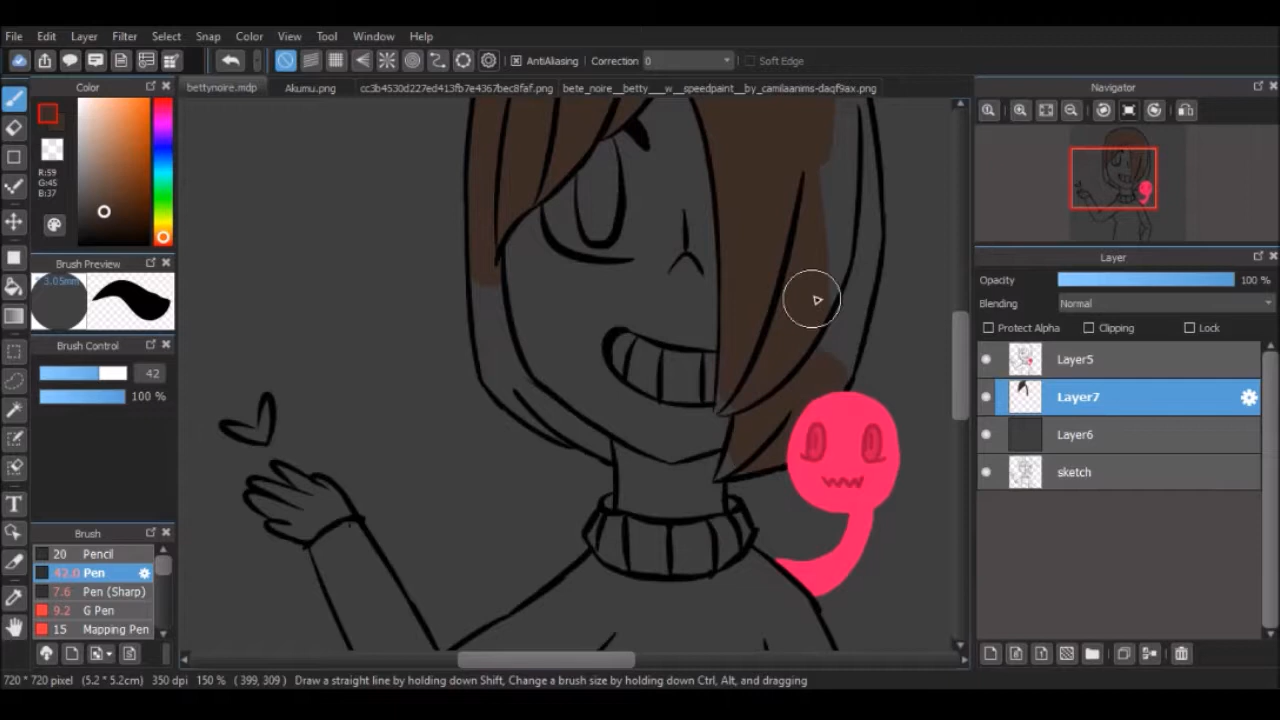 File Edit Layer Filter Select Snap Color View Tool Window Help
AntiAliasing Correction 0 Soft Edge
Color
bettynoire.mdp Akumu.png cc3b4530d227ed413fb7e4367bec8faf.png bete_noire__betty___w__speedpaint__by_camilaanims-daqf9ax.png
Navigator
R:59
G:45
B:37
Brush Preview
3.05mm
Brush Control
42
100 %
Brush
20 Pencil
42.0 Pen
7.6 Pen (Sharp)
9.2 G Pen
15 Mapping Pen
Layer
Opacity 100 %
Blending Normal
Protect Alpha Clipping Lock
Layer5
Layer7
Layer6
sketch
720 * 720 pixel (5.2 * 5.2cm) 350 dpi 150 % ( 399, 309 ) Draw a straight line by holding down Shift, Change a brush size by holding down Ctrl, Alt, and dragging